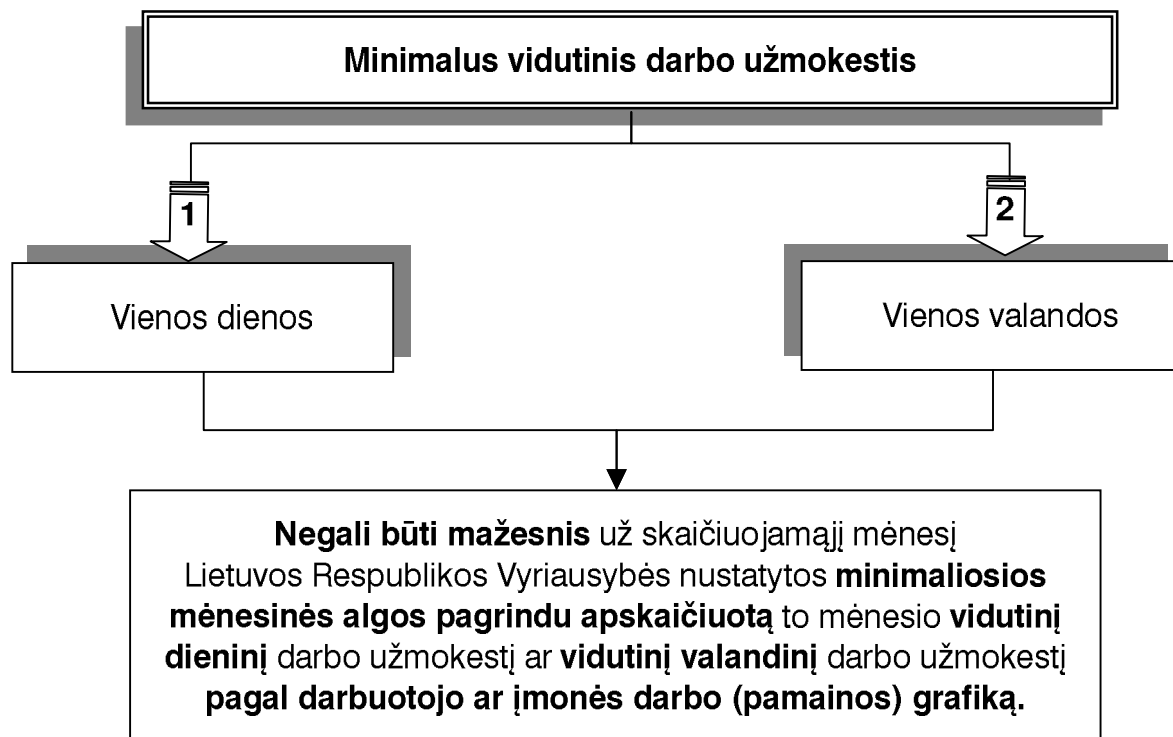 Minimalus vidutinis darbo užmokestis
1
2
Vienos dienos
Vienos valandos
Negali būti mažesnis už skaičiuojamąjį mėnesį
Lietuvos Respublikos Vyriausybės nustatytos minimaliosios
mėnesinės algos pagrindu apskaičiuotą to mėnesio vidutinį
dieninį darbo užmokestį ar vidutinį valandinį darbo užmokestį
pagal darbuotojo ar įmonės darbo (pamainos) grafiką.